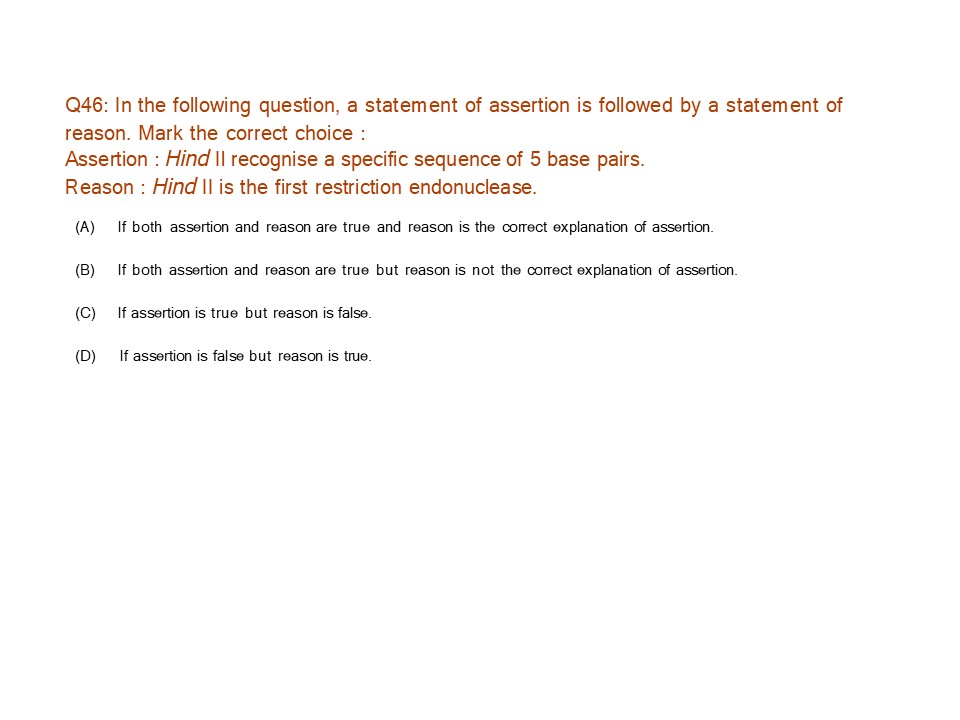 Q46: In the following question, a statement of assertion is followed by a statement of
reason. Mark the correct choice :
Assertion : Hind II recognise a specific sequence of 5 base pairs.
Reason : Hind II is the first restriction endonuclease.
(A) If both assertion and reason are true and reason is the correct explanation of assertion.
(B) If both assertion and reason are true but reason is not the correct explanation of assertion.
(C) If assertion is true but reason is false.
(D) If assertion is false but reason is true.